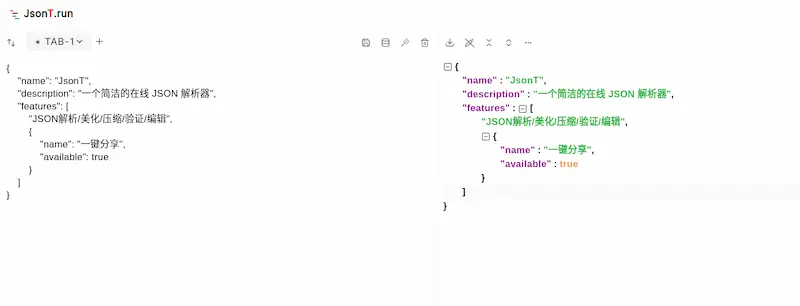 JsonT.run
TAB-1
{
"name": "JsonT",
"description": "一个简洁的在线 JSON 解析器",
"features": [
"JSON解析/美化/压缩/验证/编辑",
{
"name": "一键分享",
"available": true
}
]
}
{
"name" : "JsonT",
"description" : "一个简洁的在线 JSON 解析器",
"features" : [
"JSON解析/美化/压缩/验证/编辑",
{
"name" : "一键分享",
"available" : true
}
]
}